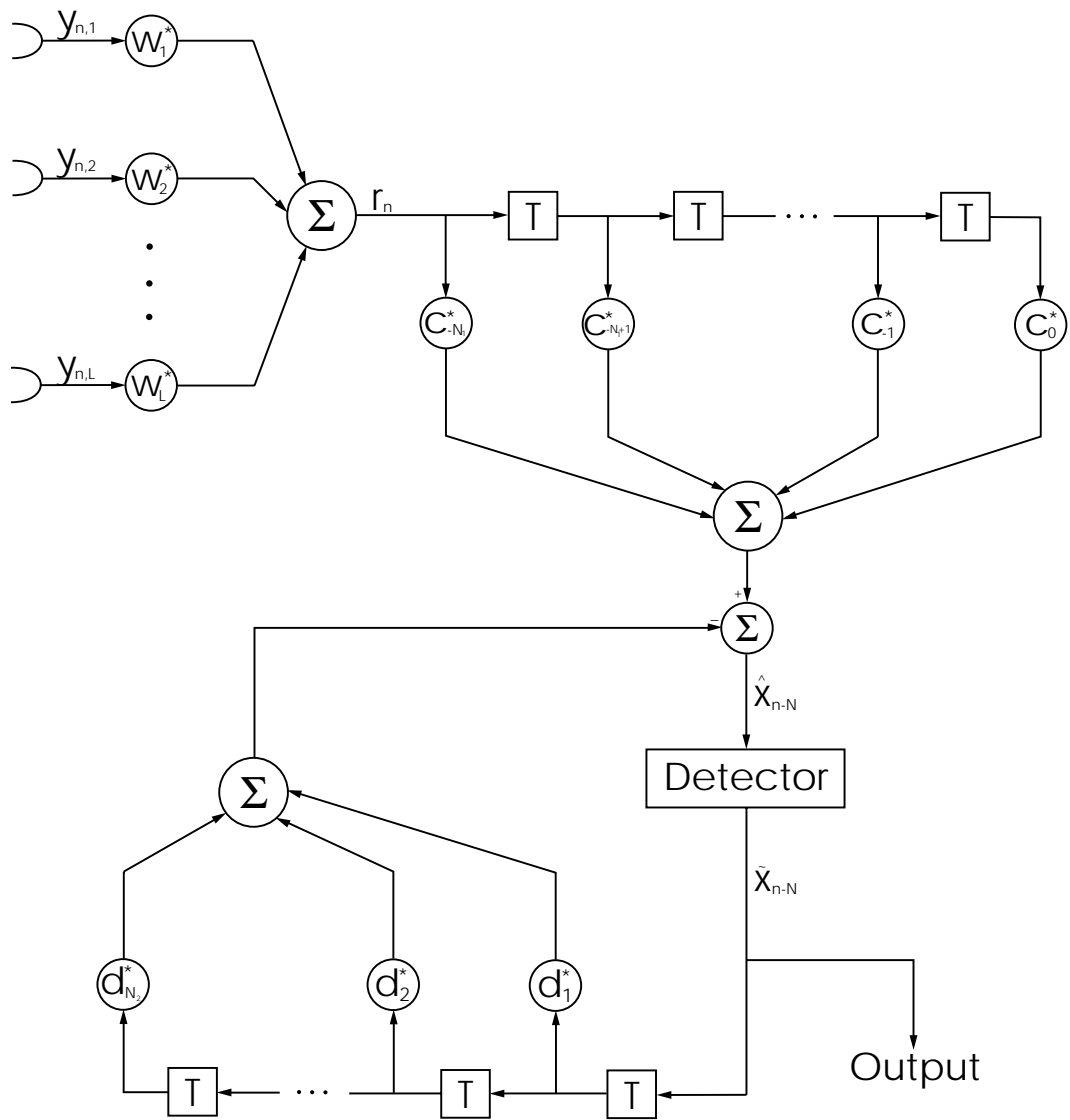 y_{n,1} W_1^*
y_{n,2} W_2^*
y_{n,L} W_L^*
Σ r_n T T ... T
C_{-N_1}^* C_{-N_1+1}^* C_{-1}^* C_0^*
Σ
+
− Σ
x̂_{n-N}
Detector
Σ
x̃_{n-N}
d_{N_2}^* d_2^* d_1^*
T ... T T
Output